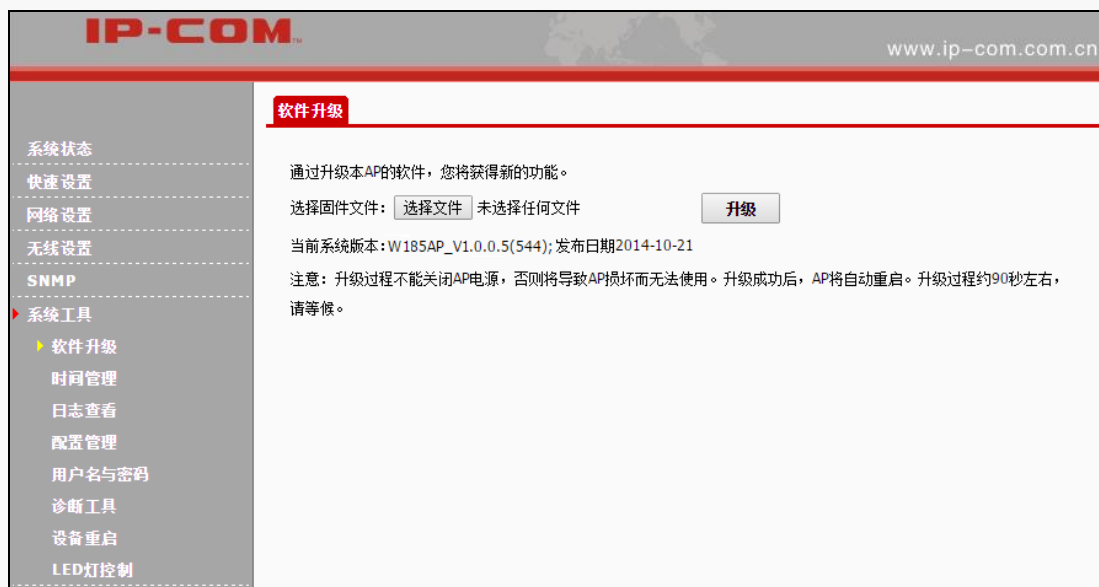 IP-COM
www.ip-com.com.cn
系统状态
快速设置
网络设置
无线设置
SNMP
系统工具
软件升级
时间管理
日志查看
配置管理
用户名与密码
诊断工具
设备重启
LED灯控制
软件升级
通过升级本AP的软件，您将获得新的功能。
选择固件文件： 选择文件 未选择任何文件 升级
当前系统版本:W185AP_V1.0.0.5(544); 发布日期2014-10-21
注意：升级过程不能关闭AP电源，否则将导致AP损坏而无法使用。升级成功后，AP将自动重启。升级过程约90秒左右，
请等候。